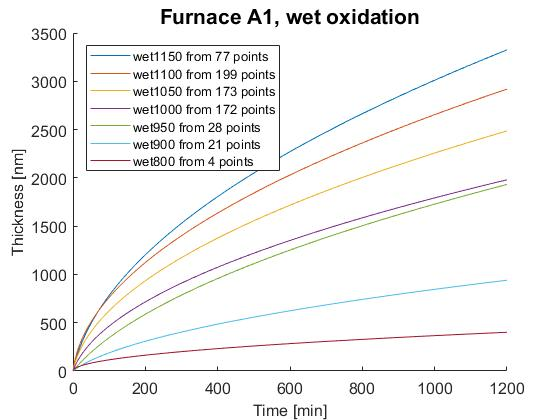 Furnace A1, wet oxidation
3500
3000
2500
2000
1500
1000
500
0
Thickness [nm]
wet1150 from 77 points
wet1100 from 199 points
wet1050 from 173 points
wet1000 from 172 points
wet950 from 28 points
wet900 from 21 points
wet800 from 4 points
0 200 400 600 800 1000 1200
Time [min]